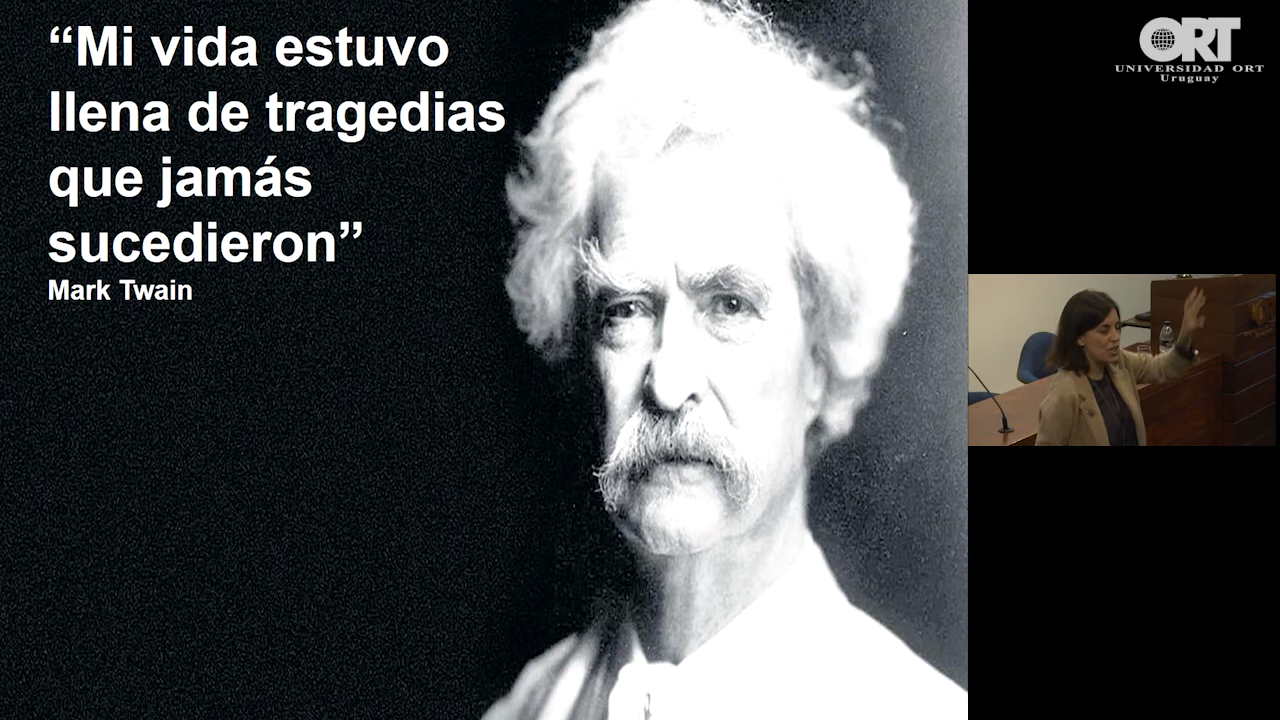 “Mi vida estuvo
llena de tragedias
que jamás
sucedieron”
Mark Twain
ORT
UNIVERSIDAD ORT
Uruguay